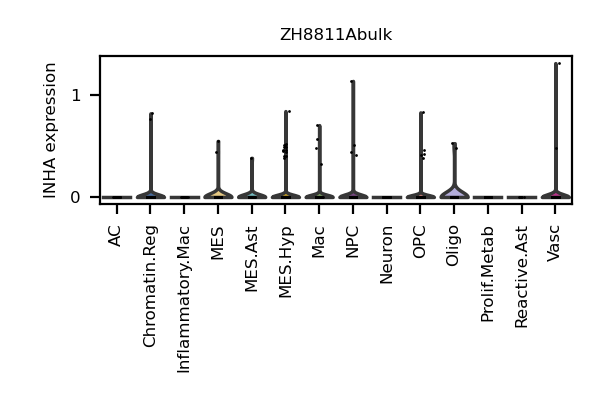 ZH8811Abulk
INHA expression
1
0
AC
Chromatin.Reg
Inflammatory.Mac
MES
MES.Ast
MES.Hyp
Mac
NPC
Neuron
OPC
Oligo
Prolif.Metab
Reactive.Ast
Vasc